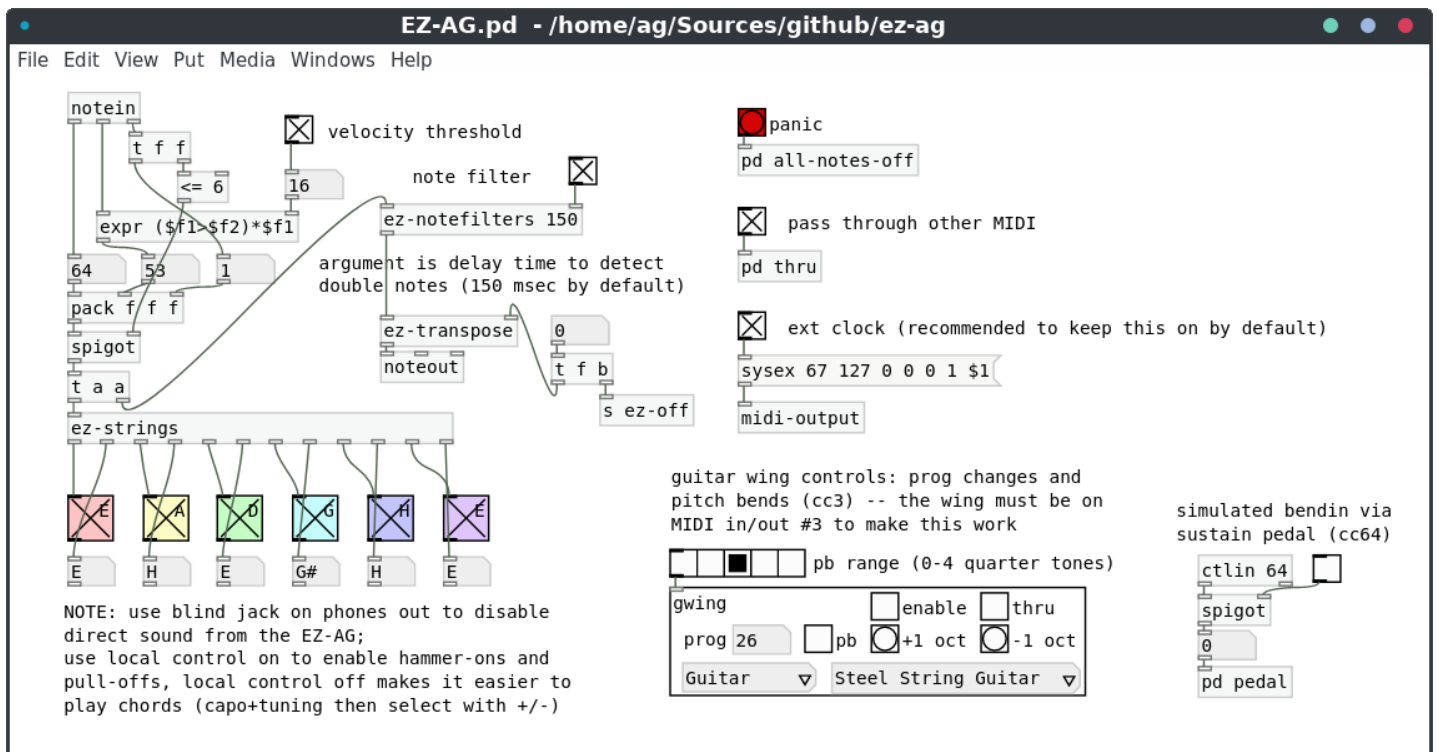 EZ-AG.pd - /home/ag/Sources/github/ez-ag
File Edit View Put Media Windows Help
notein
t f f
<= 6
velocity threshold
16
expr ($f1>$f2)*$f1
64 53 1
pack f f f
spigot
t a a
note filter
ez-notefilters 150
argument is delay time to detect
double notes (150 msec by default)
ez-transpose
noteout
0
t f b
s ez-off
ez-strings
E A D G H E
E H E G# H E
NOTE: use blind jack on phones out to disable
direct sound from the EZ-AG;
use local control on to enable hammer-ons and
pull-offs, local control off makes it easier to
play chords (capo+tuning then select with +/-)
panic
pd all-notes-off
pass through other MIDI
pd thru
ext clock (recommended to keep this on by default)
sysex 67 127 0 0 0 1 $1
midi-output
guitar wing controls: prog changes and
pitch bends (cc3) -- the wing must be on
MIDI in/out #3 to make this work
pb range (0-4 quarter tones)
gwing enable thru
prog 26 pb +1 oct -1 oct
Guitar Steel String Guitar
simulated bendin via
sustain pedal (cc64)
ctlin 64
spigot
0
pd pedal